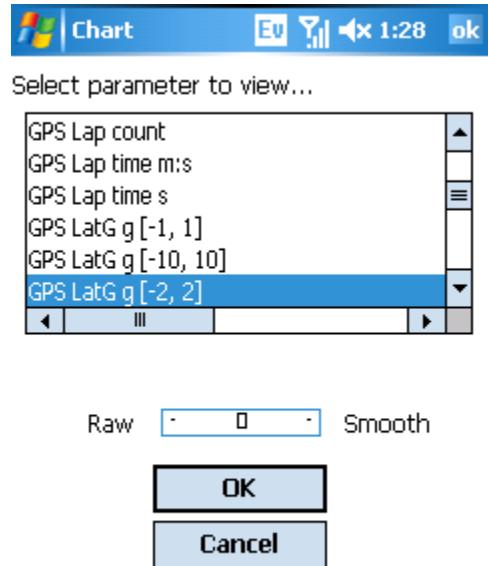 Chart Ev 1:28 ok
Select parameter to view...
GPS Lap count
GPS Lap time m:s
GPS Lap time s
GPS LatG g [-1, 1]
GPS LatG g [-10, 10]
GPS LatG g [-2, 2]
Raw Smooth
OK
Cancel